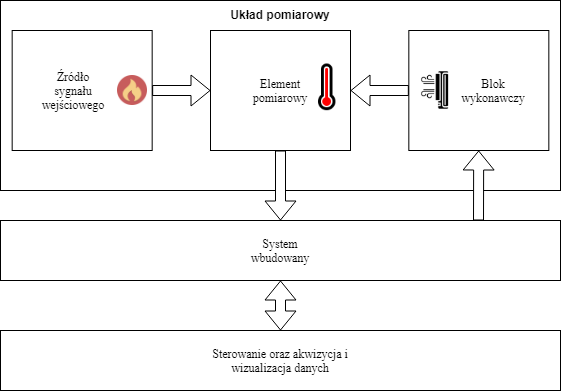 Układ pomiarowy
Źródło
sygnału
wejściowego
Element
pomiarowy
Blok
wykonawczy
System
wbudowany
Sterowanie oraz akwizycja i
wizualizacja danych